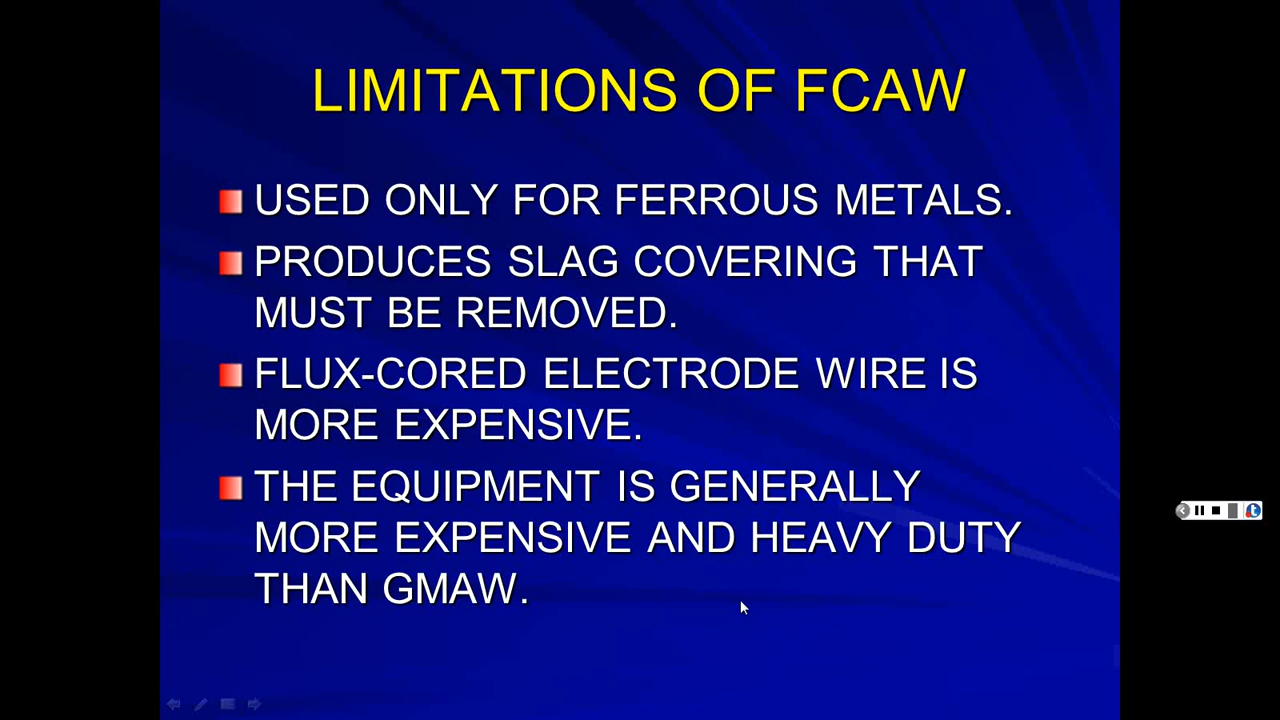 LIMITATIONS OF FCAW
USED ONLY FOR FERROUS METALS.
PRODUCES SLAG COVERING THAT
MUST BE REMOVED.
FLUX-CORED ELECTRODE WIRE IS
MORE EXPENSIVE.
THE EQUIPMENT IS GENERALLY
MORE EXPENSIVE AND HEAVY DUTY
THAN GMAW.